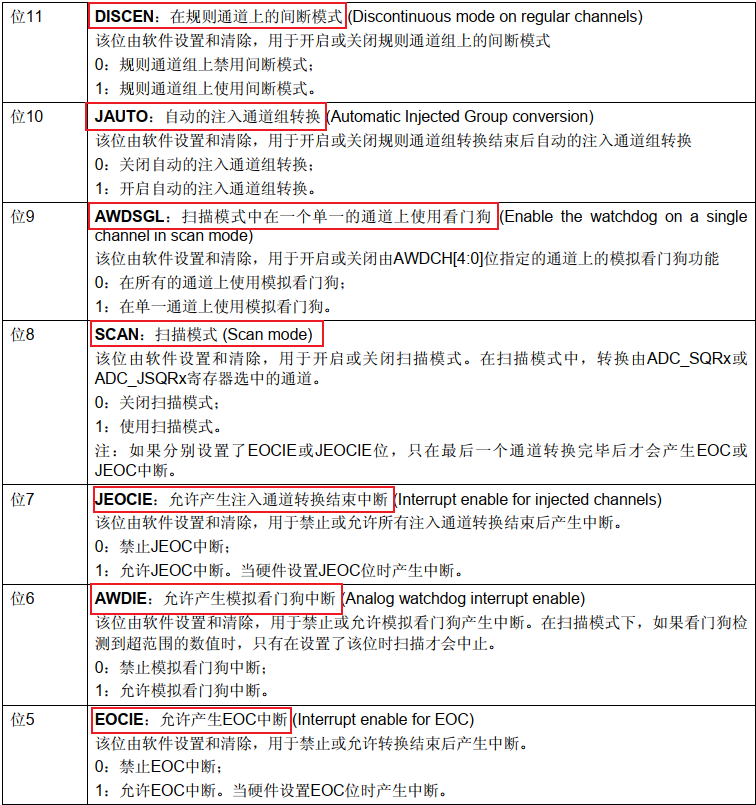 位11
DISCEN：在规则通道上的间断模式 (Discontinuous mode on regular channels)
该位由软件设置和清除，用于开启或关闭规则通道组上的间断模式
0：规则通道组上禁用间断模式；
1：规则通道组上使用间断模式。
位10
JAUTO：自动的注入通道组转换 (Automatic Injected Group conversion)
该位由软件设置和清除，用于开启或关闭规则通道组转换结束后自动的注入通道组转换
0：关闭自动的注入通道组转换；
1：开启自动的注入通道组转换。
位9
AWDSGL：扫描模式中在一个单一的通道上使用看门狗 (Enable the watchdog on a single
channel in scan mode)
该位由软件设置和清除，用于开启或关闭由AWDCH[4:0]位指定的通道上的模拟看门狗功能
0：在所有的通道上使用模拟看门狗；
1：在单一通道上使用模拟看门狗。
位8
SCAN：扫描模式 (Scan mode)
该位由软件设置和清除，用于开启或关闭扫描模式。在扫描模式中，转换由ADC_SQRx或
ADC_JSQRx寄存器选中的通道。
0：关闭扫描模式；
1：使用扫描模式。
注：如果分别设置了EOCIE或JEOCIE位，只在最后一个通道转换完毕后才会产生EOC或
JEOC中断。
位7
JEOCIE：允许产生注入通道转换结束中断 (Interrupt enable for injected channels)
该位由软件设置和清除，用于禁止或允许所有注入通道转换结束后产生中断。
0：禁止JEOC中断；
1：允许JEOC中断。当硬件设置JEOC位时产生中断。
位6
AWDIE：允许产生模拟看门狗中断 (Analog watchdog interrupt enable)
该位由软件设置和清除，用于禁止或允许模拟看门狗产生中断。在扫描模式下，如果看门狗检
测到超范围的数值时，只有在设置了该位时扫描才会中止。
0：禁止模拟看门狗中断；
1：允许模拟看门狗中断。
位5
EOCIE：允许产生EOC中断 (Interrupt enable for EOC)
该位由软件设置和清除，用于禁止或允许转换结束后产生中断。
0：禁止EOC中断；
1：允许EOC中断。当硬件设置EOC位时产生中断。